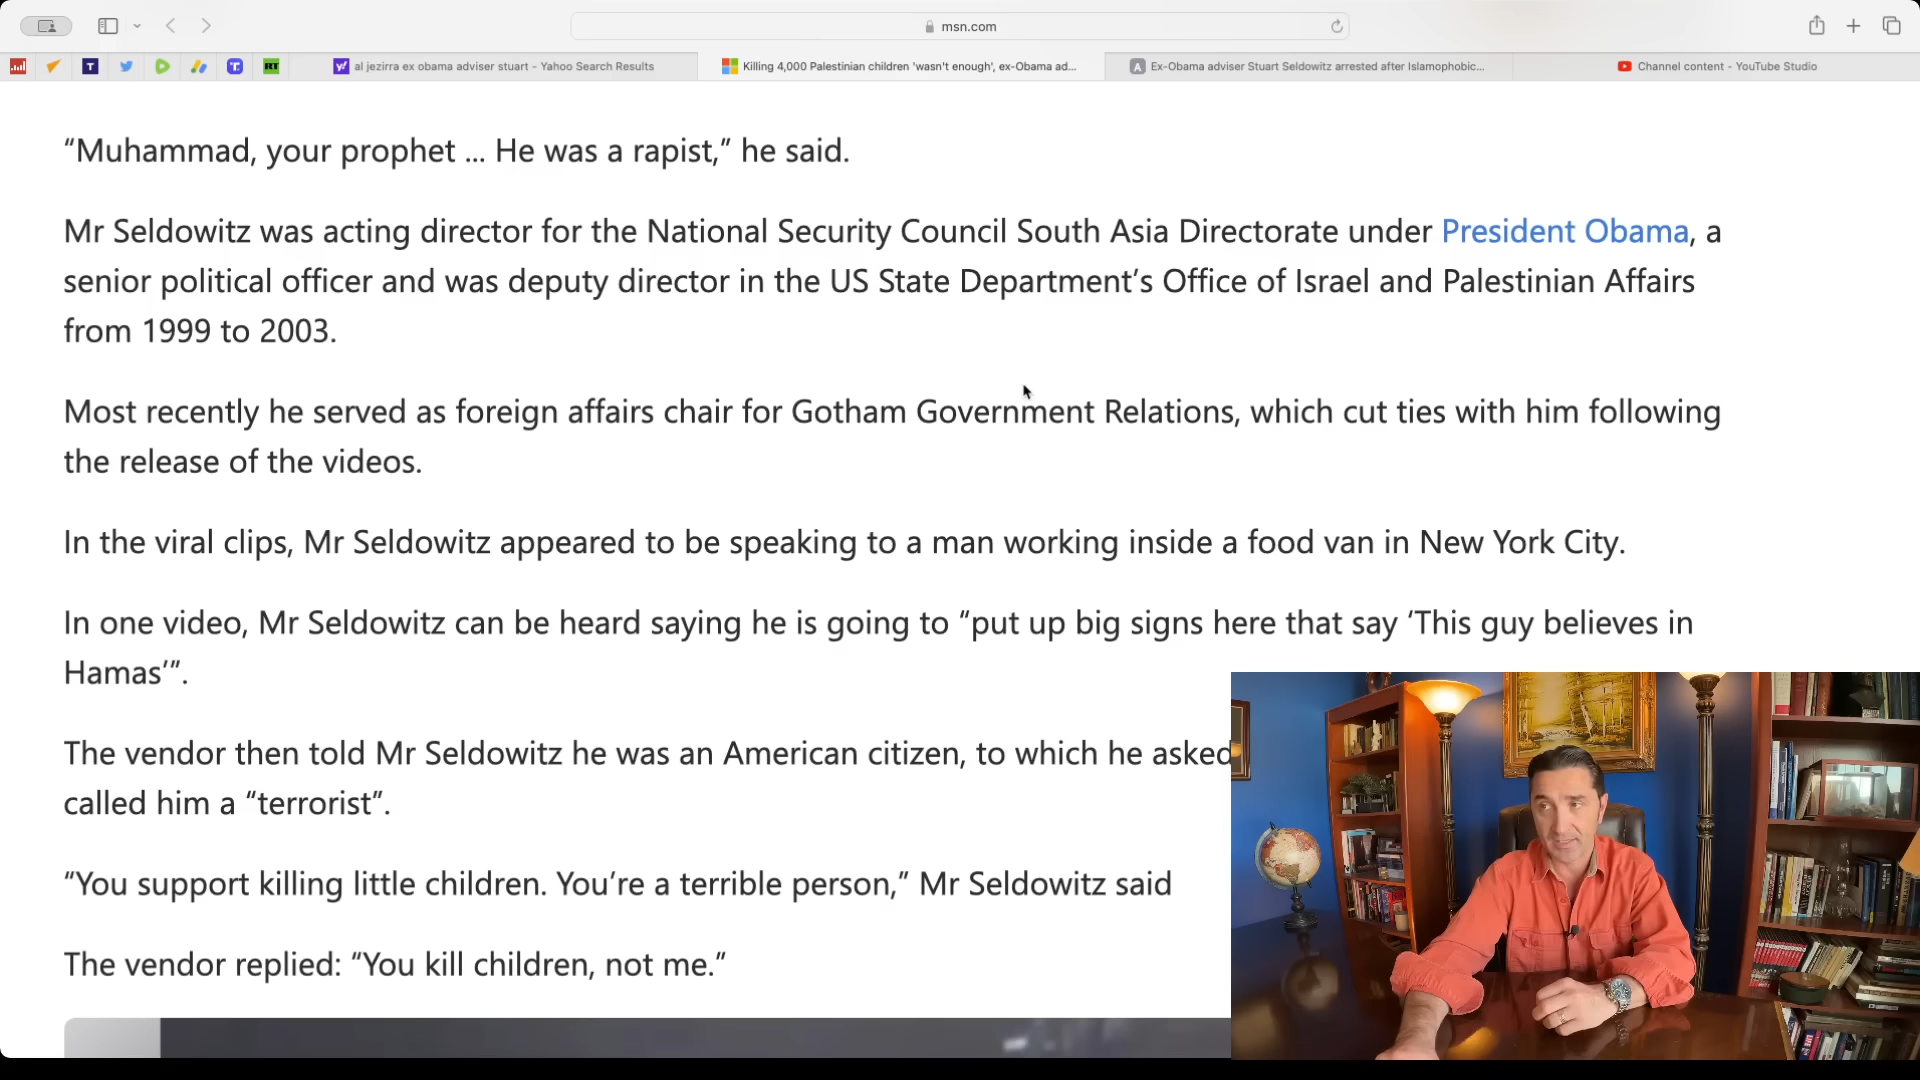 msn.com
al jezirra ex obama adviser stuart - Yahoo Search Results
Killing 4,000 Palestinian children 'wasn't enough', ex-Obama ad...
Ex-Obama adviser Stuart Seldowitz arrested after Islamophobic...
Channel content - YouTube Studio
“Muhammad, your prophet ... He was a rapist,” he said.
Mr Seldowitz was acting director for the National Security Council South Asia Directorate under President Obama, a
senior political officer and was deputy director in the US State Department’s Office of Israel and Palestinian Affairs
from 1999 to 2003.
Most recently he served as foreign affairs chair for Gotham Government Relations, which cut ties with him following
the release of the videos.
In the viral clips, Mr Seldowitz appeared to be speaking to a man working inside a food van in New York City.
In one video, Mr Seldowitz can be heard saying he is going to “put up big signs here that say ‘This guy believes in
Hamas’”.
The vendor then told Mr Seldowitz he was an American citizen, to which he asked
called him a “terrorist”.
“You support killing little children. You’re a terrible person,” Mr Seldowitz said
The vendor replied: “You kill children, not me.”